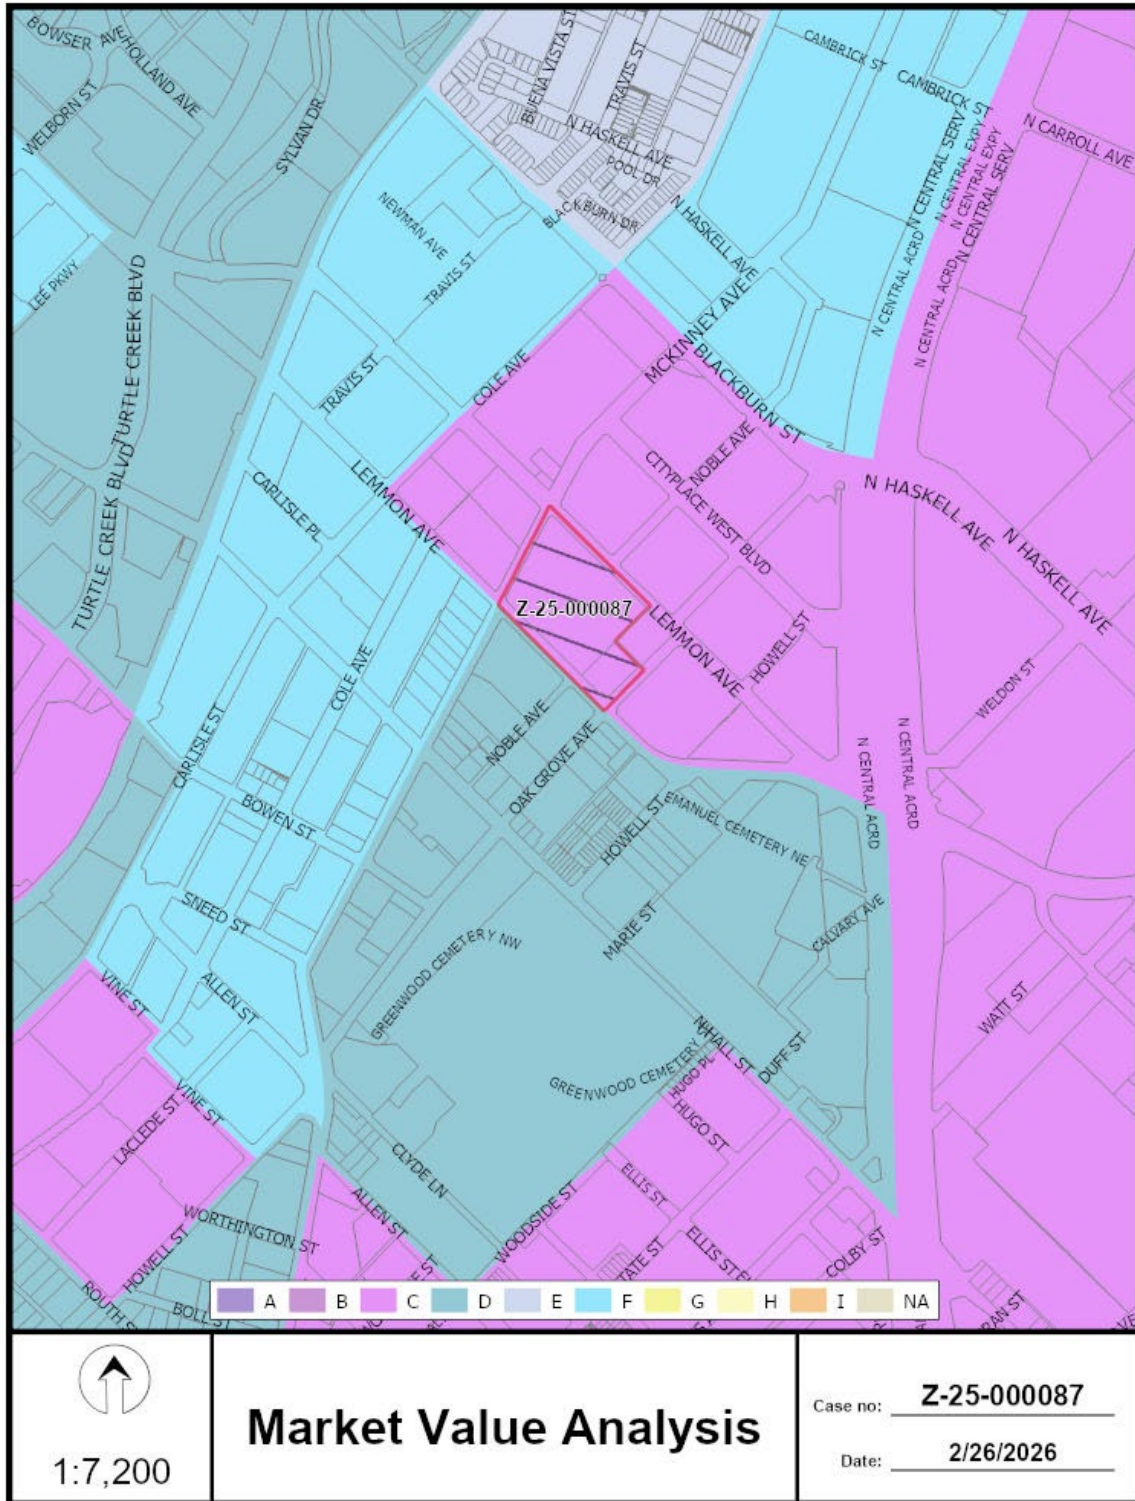 BOWSER AVE
HOLLAND AVE
WELBORN ST
SYLVAN DR
BUENA VISTA ST
TRAVIS ST
N HASKELL AVE
POOL DR
BLACKBURN DR
CAMBRICK ST
CAMBRICK ST
N CARROLL AVE
N CENTRAL SERV
N CENTRAL EXPY
N CENTRAL EXPY
N CENTRAL SERV
N CENTRAL ACRD
N CENTRAL ACRD
NEWMAN AVE
TRAVIS ST
N HASKELL AVE
LEE PKWY
TURTLE CREEK BLVD
TURTLE CREEK BLVD
MCKINNEY AVE
BLACKBURN ST
COLE AVE
TRAVIS ST
NOBLE AVE
CITYPLACE WEST BLVD
LEMMON AVE
CARLISLE PL
N HASKELL AVE
N HASKELL AVE
Z-25-000087
LEMMON AVE
HOWELL ST
WELDON ST
COLE AVE
NOBLE AVE
OAK GROVE AVE
CARLISLE ST
N CENTRAL ACRD
N CENTRAL ACRD
BOWEN ST
HOWELL ST
EMANUEL CEMETERY NE
SNEED ST
MARIE ST
CALVARY AVE
GREENWOOD CEMETERY NW
VINE ST
ALLEN ST
WATT ST
N HALL ST
DUFF ST
GREENWOOD CEMETERY
HUGO PL
HUGO ST
VINE ST
LACLEDE ST
CLYDE LN
ELLIS ST
ALLEN ST
WOODSIDE ST
WORTHINGTON ST
HOWELL ST
TATE ST
ELLIS ST
COLBY ST
ROUTH S
BOLL ST
RAN ST
A B C D E F G H I NA
1:7,200
Market Value Analysis
Case no: Z-25-000087
Date: 2/26/2026